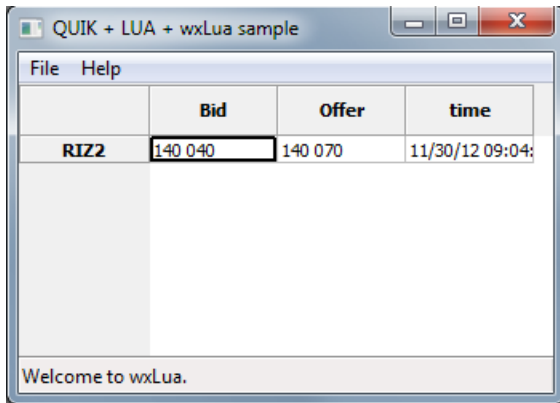 QUIK + LUA + wxLua sample
File Help
Bid Offer time
RIZ2 140 040 140 070 11/30/12 09:04:
Welcome to wxLua.